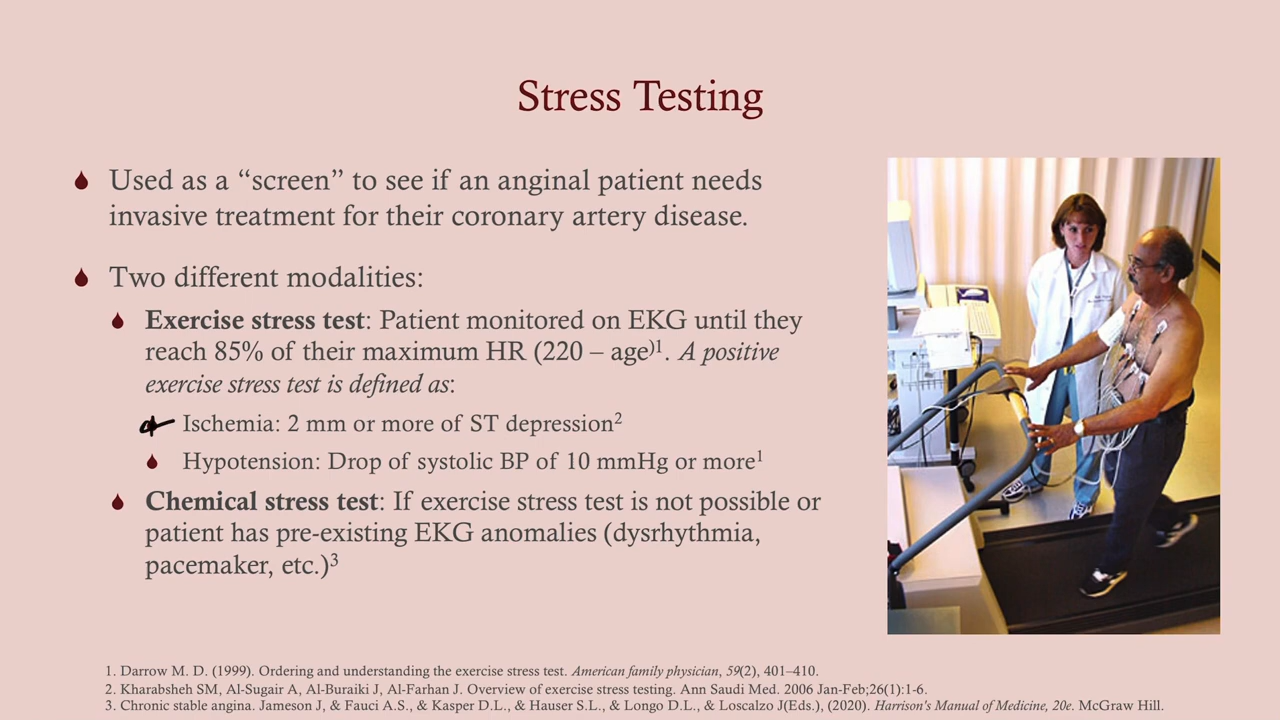 Stress Testing
Used as a “screen” to see if an anginal patient needs
invasive treatment for their coronary artery disease.
Two different modalities:
Exercise stress test: Patient monitored on EKG until they
reach 85% of their maximum HR (220 – age)¹. A positive
exercise stress test is defined as:
Ischemia: 2 mm or more of ST depression²
Hypotension: Drop of systolic BP of 10 mmHg or more¹
Chemical stress test: If exercise stress test is not possible or
patient has pre-existing EKG anomalies (dysrhythmia,
pacemaker, etc.)³
1. Darrow M. D. (1999). Ordering and understanding the exercise stress test. American family physician, 59(2), 401–410.
2. Kharabsheh SM, Al-Sugair A, Al-Buraiki J, Al-Farhan J. Overview of exercise stress testing. Ann Saudi Med. 2006 Jan-Feb;26(1):1-6.
3. Chronic stable angina. Jameson J, & Fauci A.S., & Kasper D.L., & Hauser S.L., & Longo D.L., & Loscalzo J(Eds.), (2020). Harrison's Manual of Medicine, 20e. McGraw Hill.